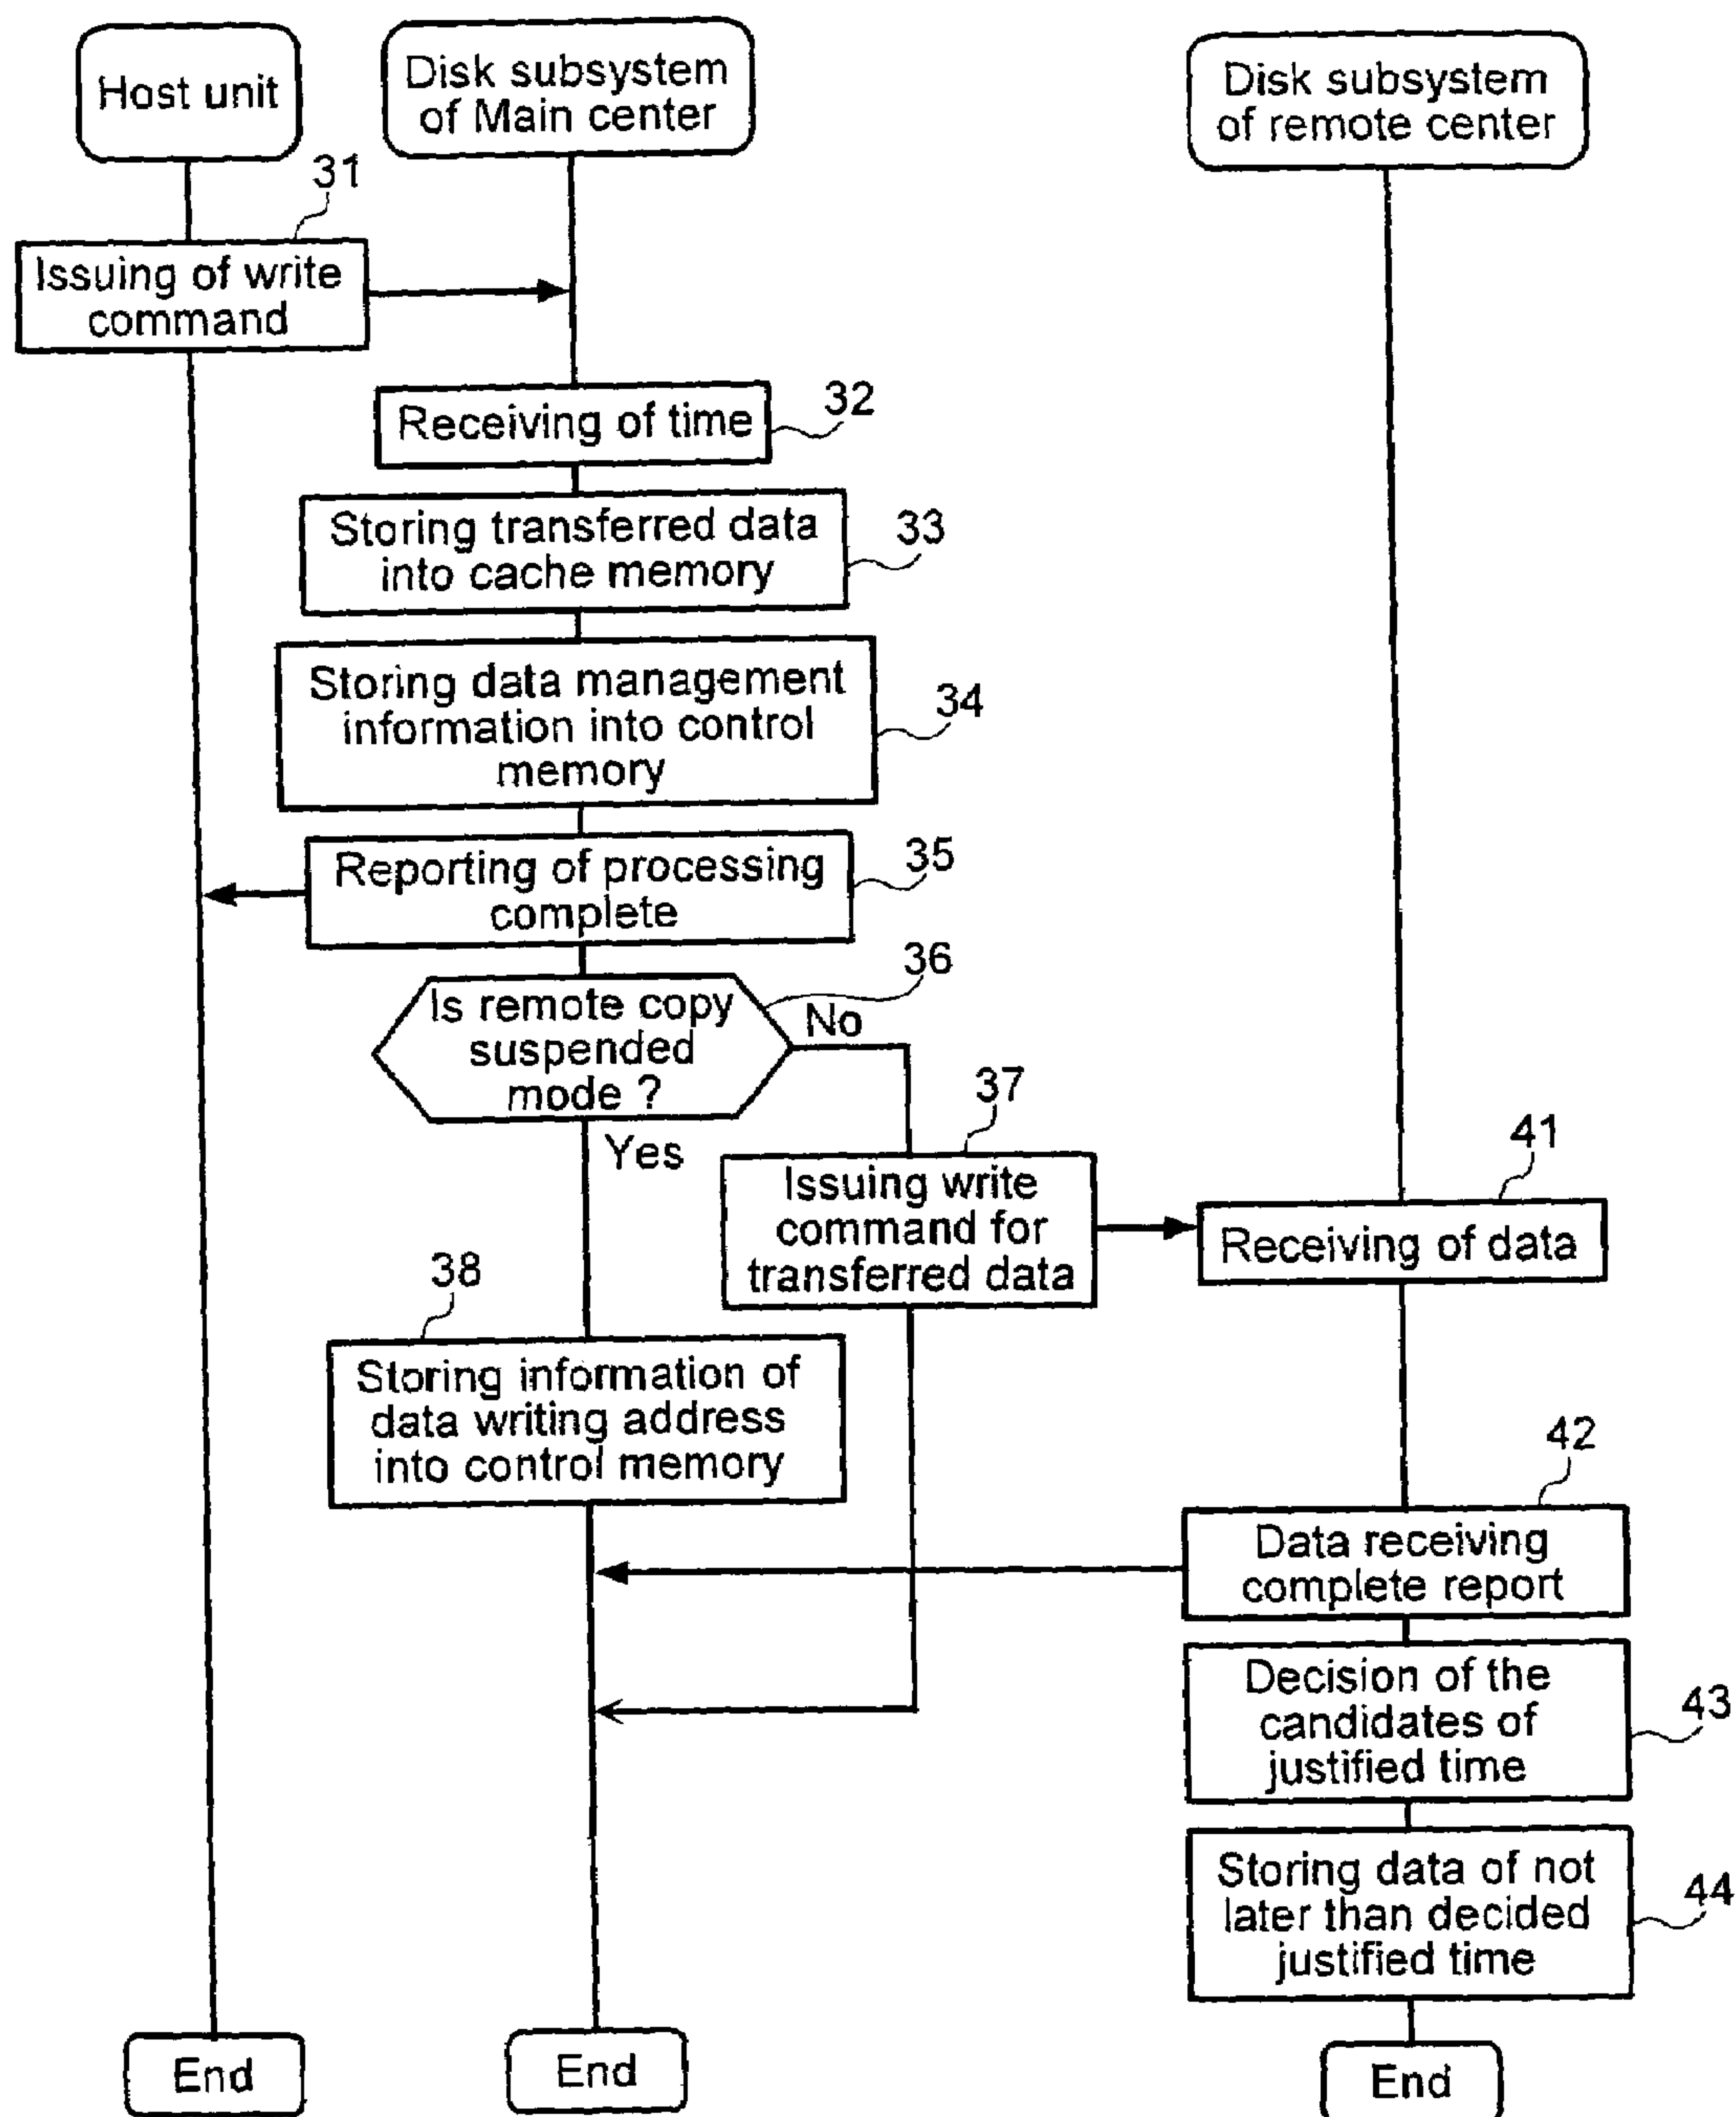 Host unit
Disk subsystem
of Main center
Disk subsystem
of remote center
31
Issuing of write
command
32
Receiving of time
33
Storing transferred data
into cache memory
34
Storing data management
information into control
memory
35
Reporting of processing
complete
36
Is remote copy
suspended
mode ?
No
Yes
37
Issuing write
command for
transferred data
41
Receiving of data
38
Storing information of
data writing address
into control memory
42
Data receiving
complete report
43
Decision of the
candidates of
justified time
44
Storing data of not
later than decided
justified time
End
End
End